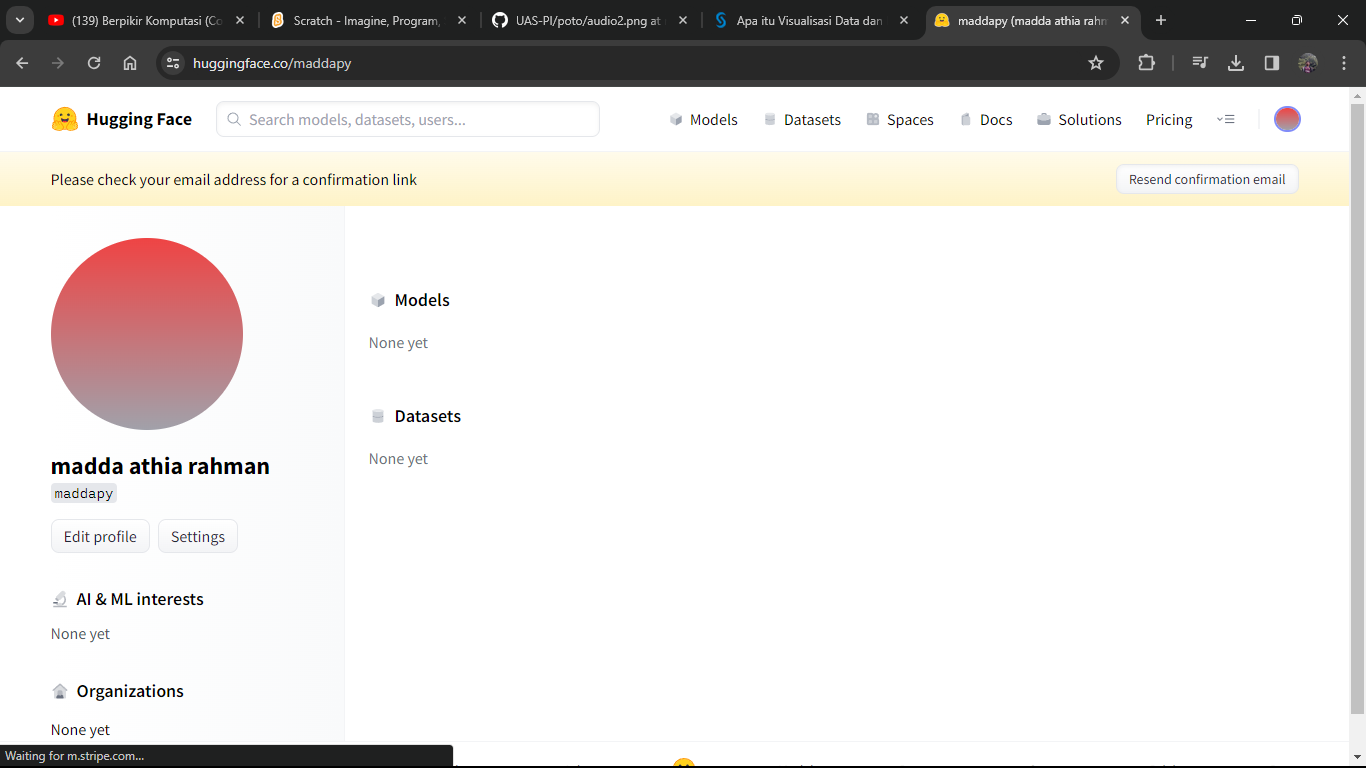 (139) Berpikir Komputasi (Co
Scratch - Imagine, Program,
UAS-PI/poto/audio2.png at
Apa itu Visualisasi Data dan
maddapy (madda athia rahm
huggingface.co/maddapy
Hugging Face
Search models, datasets, users...
Models
Datasets
Spaces
Docs
Solutions
Pricing
Please check your email address for a confirmation link
Resend confirmation email
madda athia rahman
maddapy
Edit profile
Settings
AI & ML interests
None yet
Organizations
None yet
Models
None yet
Datasets
None yet
Waiting for m.stripe.com...